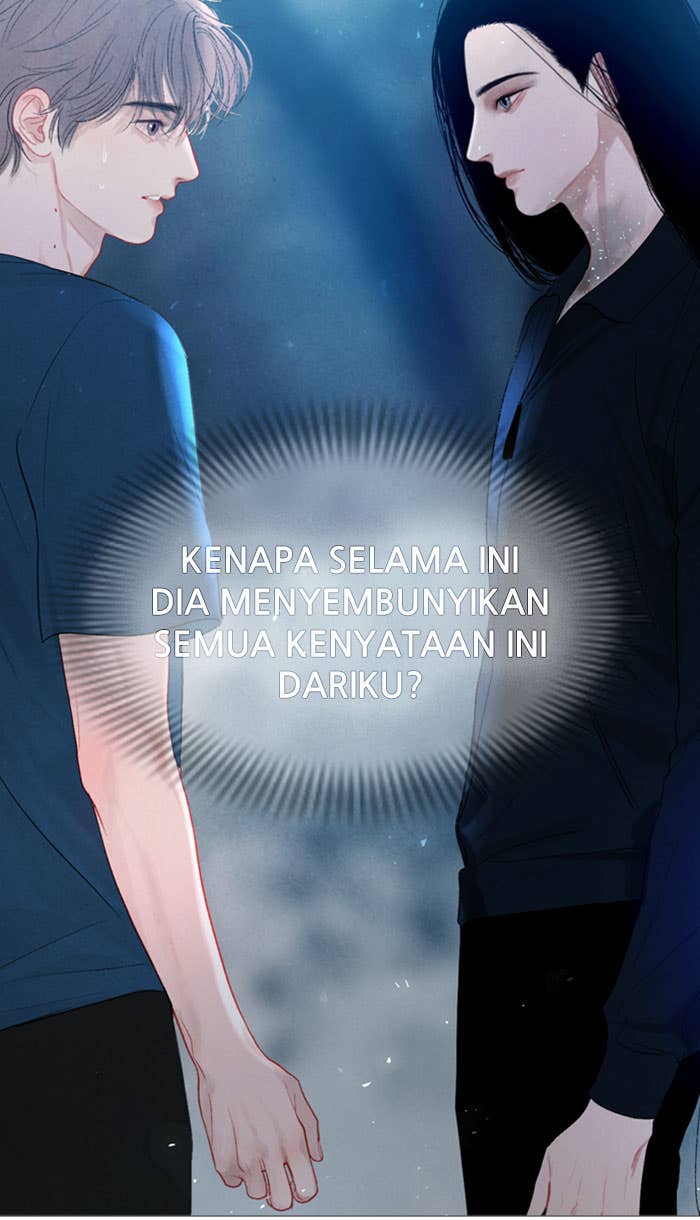 KENAPA SELAMA INI
DIA MENYEMBUNYIKAN
SEMUA KENYATAAN INI
DARIKU?